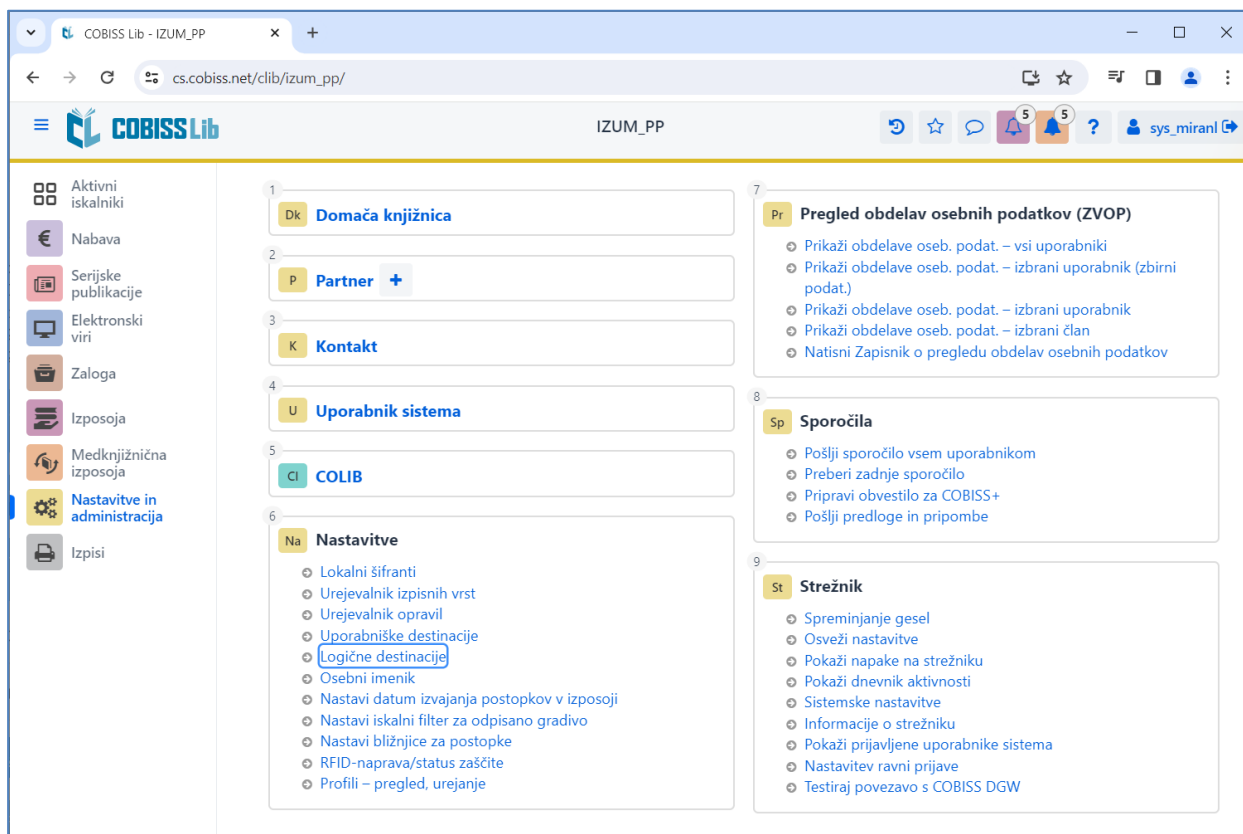 COBISS Lib - IZUM_PP
cs.cobiss.net/clib/izum_pp/
COBISS Lib
IZUM_PP
5
5
?
sys_miranl
Aktivni
iskalniki
€
Nabava
Serijske
publikacije
Elektronski
viri
Zaloga
Izposoja
Medknjižnična
izposoja
Nastavitve in
administracija
Izpisi
1
Dk Domača knjižnica
2
P Partner +
3
K Kontakt
4
U Uporabnik sistema
5
Cl COLIB
6
Na Nastavitve
Lokalni šifranti
Urejevalnik izpisnih vrst
Urejevalnik opravil
Uporabniške destinacije
Logične destinacije
Osebni imenik
Nastavi datum izvajanja postopkov v izposoji
Nastavi iskalni filter za odpisano gradivo
Nastavi bližnjice za postopke
RFID-naprava/status zaščite
Profili – pregled, urejanje
7
Pr Pregled obdelav osebnih podatkov (ZVOP)
Prikaži obdelave oseb. podat. – vsi uporabniki
Prikaži obdelave oseb. podat. – izbrani uporabnik (zbirni
podat.)
Prikaži obdelave oseb. podat. – izbrani uporabnik
Prikaži obdelave oseb. podat. – izbrani član
Natisni Zapisnik o pregledu obdelav osebnih podatkov
8
Sp Sporočila
Pošlji sporočilo vsem uporabnikom
Preberi zadnje sporočilo
Pripravi obvestilo za COBISS+
Pošlji predloge in pripombe
9
St Strežnik
Spreminjanje gesel
Osveži nastavitve
Pokaži napake na strežniku
Pokaži dnevnik aktivnosti
Sistemske nastavitve
Informacije o strežniku
Pokaži prijavljene uporabnike sistema
Nastavitev ravni prijave
Testiraj povezavo s COBISS DGW